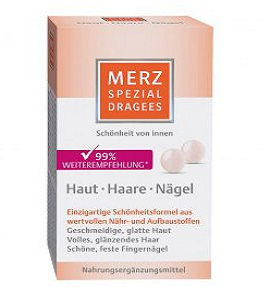 MERZ
SPEZIAL
DRAGEES
Schönheit von innen
99%
WEITEREMPFEHLUNG*
Haut · Haare · Nägel
Einzigartige Schönheitsformel aus
wertvollen Nähr- und Aufbaustoffen
Geschmeidige, glatte Haut
Volles, glänzendes Haar
Schöne, feste Fingernägel
Nahrungsergänzungsmittel